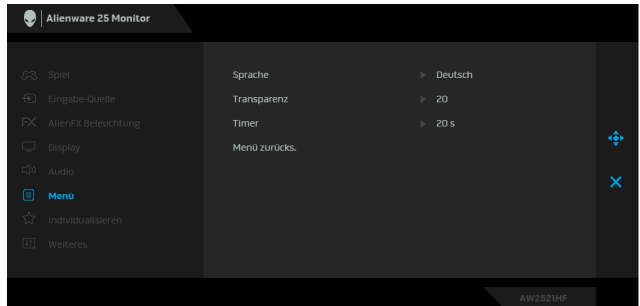 Alienware 25 Monitor
Spiel
Eingabe-Quelle
AlienFX Beleuchtung
Display
Audio
Menü
Individualisieren
Weiteres
Sprache Deutsch
Transparenz 20
Timer 20 s
Menü zurücks.
AW2521HF